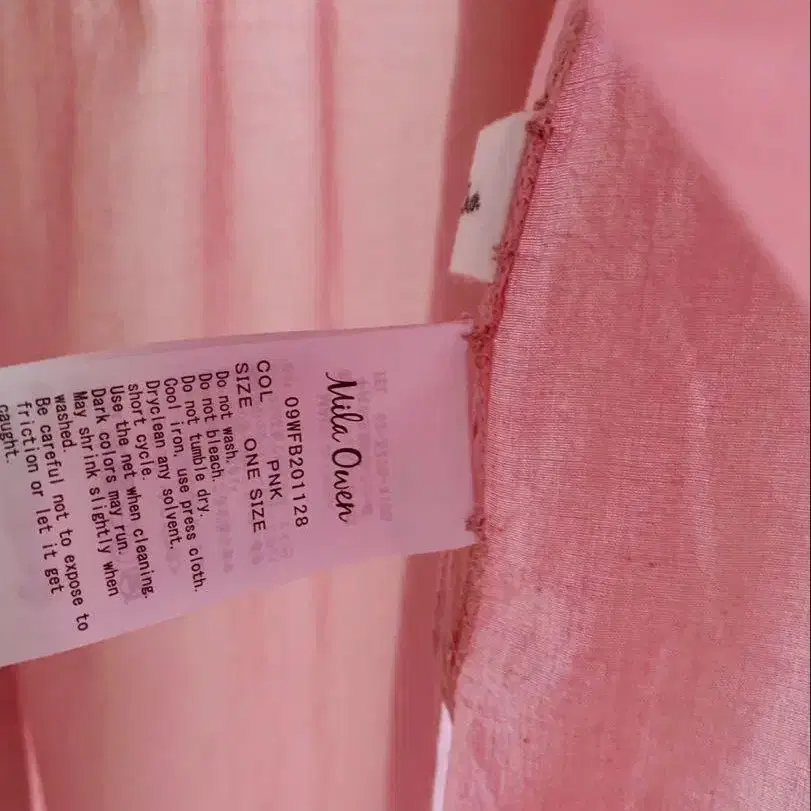 Mila Owen
09WFB201128
COL PNK
SIZE ONE SIZE
Do not wash.
Do not bleach.
Do not tumble dry.
Cool iron, use press cloth.
Dryclean any solvent,
short cycle.
Use the net when cleaning.
Dark colors may run.
May shrink slightly when
washed.
Be careful not to expose to
friction or let it get
caught.